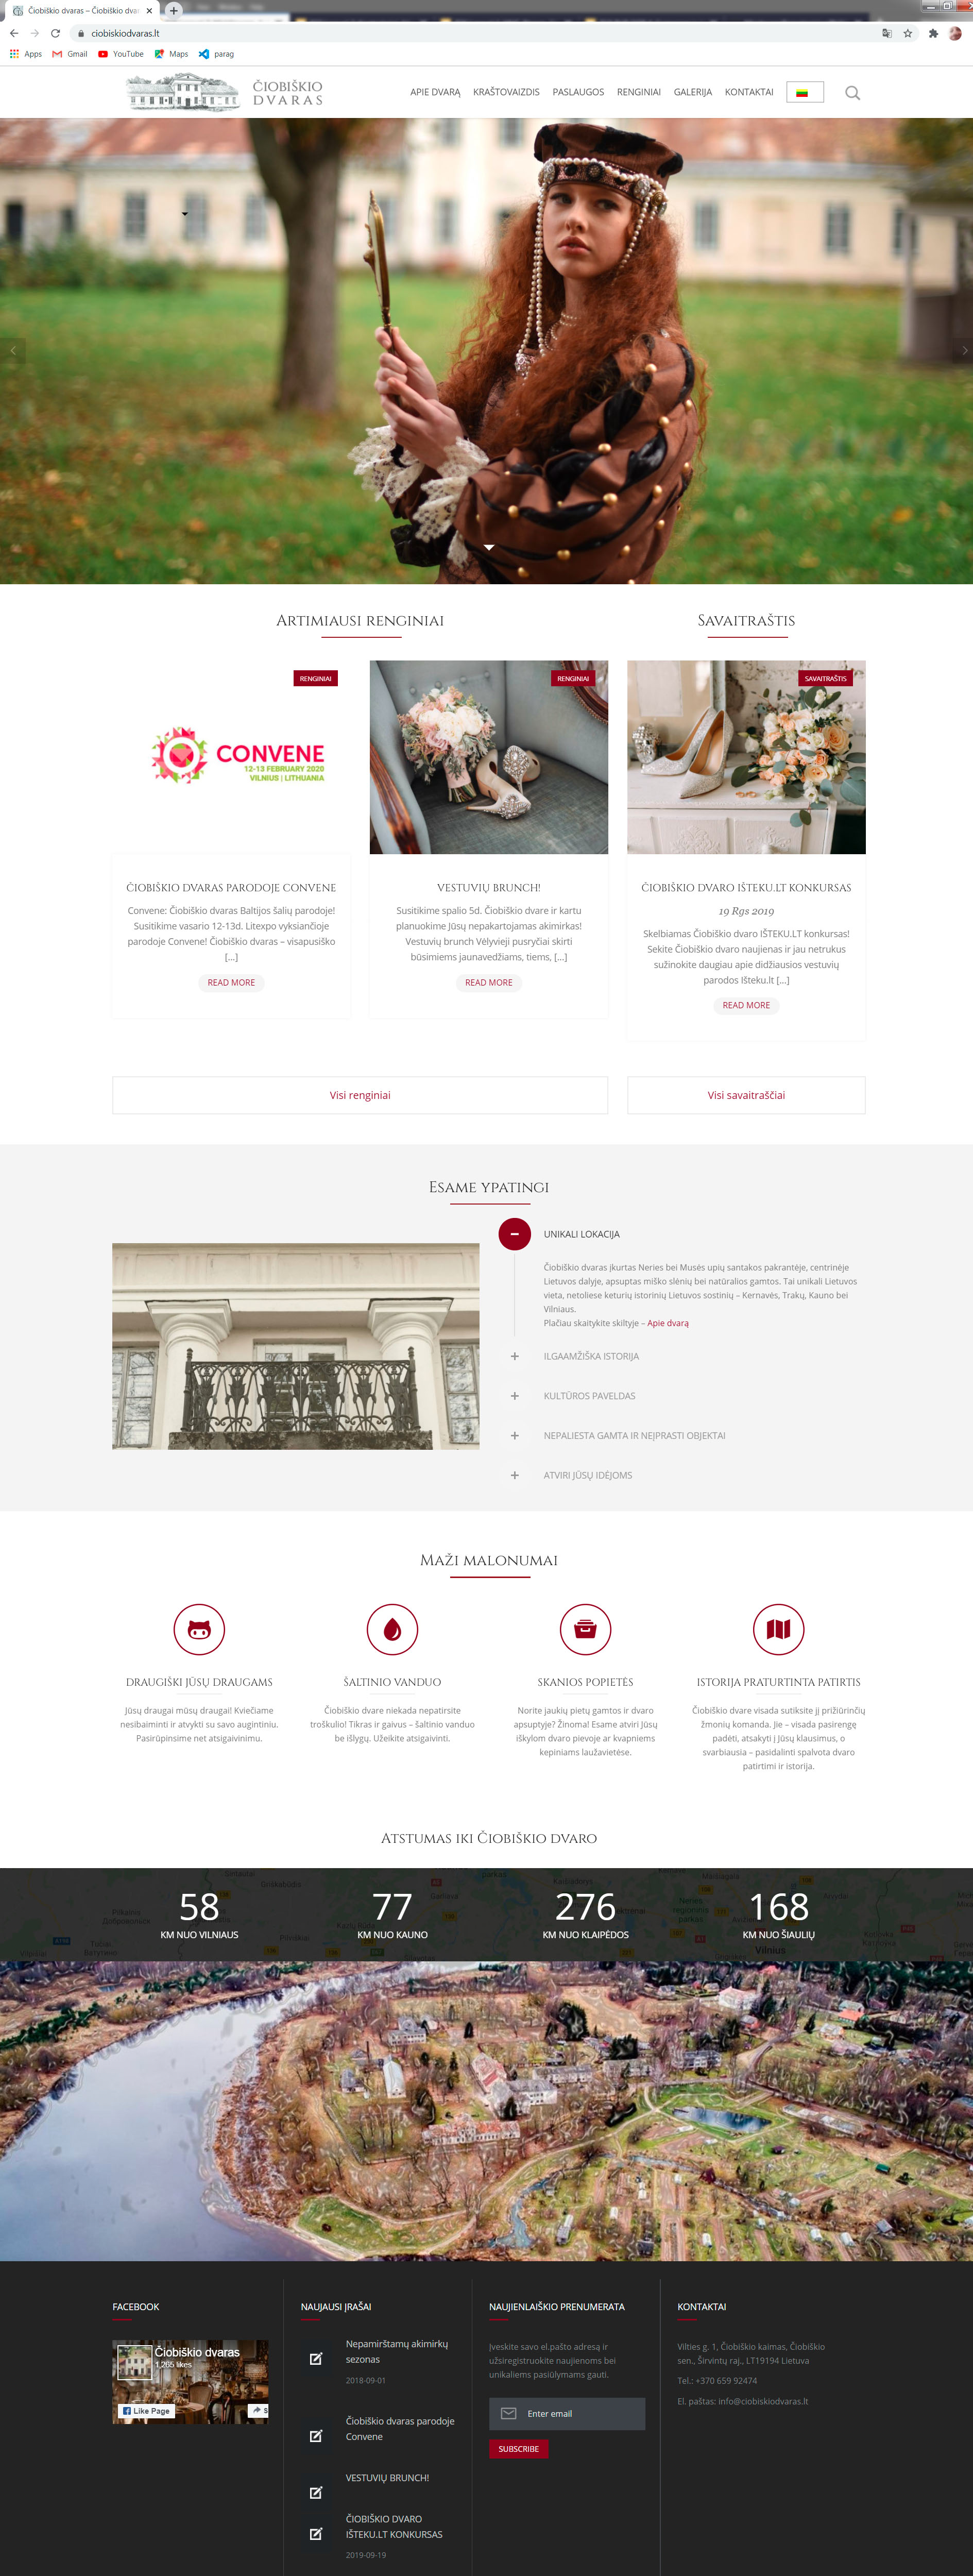 Čiobiškio dvaras – Čiobiškio dvar
ciobiskiodvaras.lt
Apps Gmail YouTube Maps parag
ČIOBIŠKIO
DVARAS
APIE DVARĄ KRAŠTOVAIZDIS PASLAUGOS RENGINIAI GALERIJA KONTAKTAI
Artimiausi renginiai
Savaitraštis
RENGINIAI
CONVENE
12-13 FEBRUARY 2020
VILNIUS | LITHUANIA
ČIOBIŠKIO DVARAS PARODOJE CONVENE
Convene: Čiobiškio dvaras Baltijos šalių parodoje!
Susitikime vasario 12-13d. Litexpo vyksiančioje
parodoje Convene! Čiobiškio dvaras – visapusiško
[...]
READ MORE
RENGINIAI
VESTUVIŲ BRUNCH!
Susitikime spalio 5d. Čiobiškio dvare ir kartu
planuokime Jūsų nepakartojamas akimirkas!
Vestuvių brunch Vėlyvieji pusryčiai skirti
būsimiems jaunavedžiams, tiems, [...]
READ MORE
SAVAITRAŠTIS
ČIOBIŠKIO DVARO IŠTEKU.LT KONKURSAS
19 Rgs 2019
Skelbiamas Čiobiškio dvaro IŠTEKU.LT konkursas!
Sekite Čiobiškio dvaro naujienas ir jau netrukus
sužinokite daugiau apie didžiausios vestuvių
parodos Išteku.lt [...]
READ MORE
Visi renginiai
Visi savaitraščiai
Esame ypatingi
UNIKALI LOKACIJA
Čiobiškio dvaras įkurtas Neries bei Musės upių santakos pakrantėje, centrinėje
Lietuvos dalyje, apsuptas miško slėnių bei natūralios gamtos. Tai unikali Lietuvos
vieta, netoliese keturių istorinių Lietuvos sostinių – Kernavės, Trakų, Kauno bei
Vilniaus.
Plačiau skaitykite skiltyje – Apie dvarą
ILGAAMŽIŠKA ISTORIJA
KULTŪROS PAVELDAS
NEPALIESTA GAMTA IR NEĮPRASTI OBJEKTAI
ATVIRI JŪSŲ IDĖJOMS
Maži malonumai
DRAUGIŠKI JŪSŲ DRAUGAMS
Jūsų draugai mūsų draugai! Kviečiame
nesibaiminti ir atvykti su savo augintiniu.
Pasirūpinsime net atsigaivinimu.
ŠALTINIO VANDUO
Čiobiškio dvare niekada nepatirsite
troškulio! Tikras ir gaivus – šaltinio vanduo
be išlygų. Užeikite atsigaivinti.
SKANIOS POPIETĖS
Norite jaukių pietų gamtos ir dvaro
apsuptyje? Žinoma! Esame atviri Jūsų
iškylom dvaro pievoje ar kvapniems
kepiniams laužavietėse.
ISTORIJA PRATURTINTA PATIRTIS
Čiobiškio dvare visada sutiksite jį prižiūrinčių
žmonių komanda. Jie – visada pasirengę
padėti, atsakyti į Jūsų klausimus, o
svarbiausia – pasidalinti spalvota dvaro
patirtimi ir istorija.
Atstumas iki Čiobiškio dvaro
58
KM NUO VILNIAUS
77
KM NUO KAUNO
276
KM NUO KLAIPĖDOS
168
KM NUO ŠIAULIŲ
Vilnius
FACEBOOK
Čiobiškio dvaras
1,265 likes
Like Page
S
NAUJAUSI ĮRAŠAI
Nepamirštamų akimirkų
sezonas
2018-09-01
Čiobiškio dvaras parodoje
Convene
VESTUVIŲ BRUNCH!
ČIOBIŠKIO DVARO
IŠTEKU.LT KONKURSAS
2019-09-19
NAUJIENLAIŠKIO PRENUMERATA
Įveskite savo el.pašto adresą ir
užsiregistruokite naujienoms bei
unikaliems pasiūlymams gauti.
Enter email
SUBSCRIBE
KONTAKTAI
Vilties g. 1, Čiobiškio kaimas, Čiobiškio
sen., Širvintų raj., LT19194 Lietuva
Tel.: +370 659 92474
El. paštas: info@ciobiskiodvaras.lt